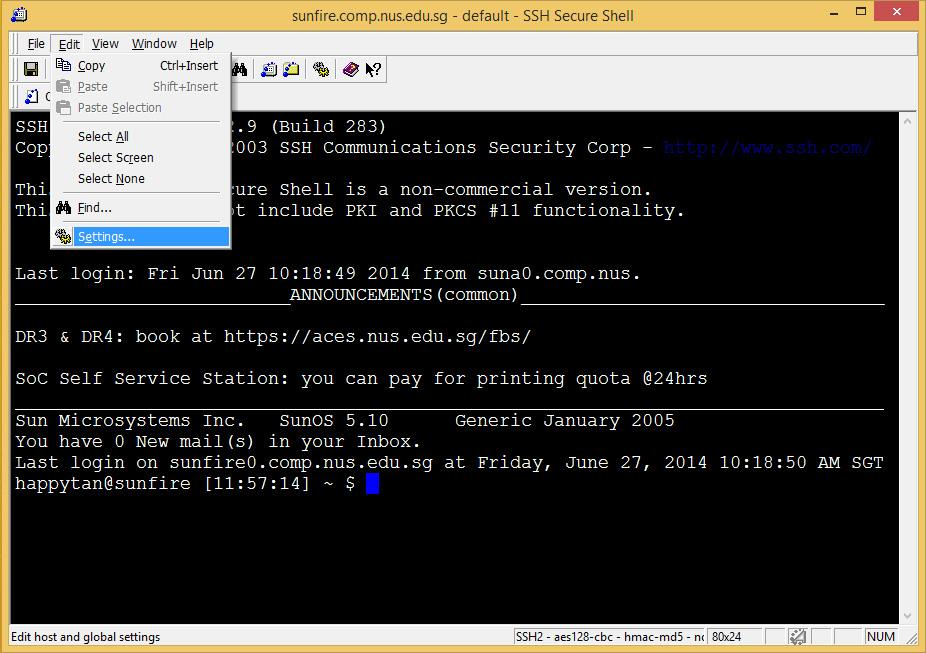 sunfire.comp.nus.edu.sg - default - SSH Secure Shell
File Edit View Window Help
Copy Ctrl+Insert
Paste Shift+Insert
Paste Selection
Select All
Select Screen
Select None
Find...
Settings...
SSH .9 (Build 283)
Cop 2003 SSH Communications Security Corp - http://www.ssh.com/
Thi cure Shell is a non-commercial version.
Thi ot include PKI and PKCS #11 functionality.
Last login: Fri Jun 27 10:18:49 2014 from suna0.comp.nus.
ANNOUNCEMENTS(common)
DR3 & DR4: book at https://aces.nus.edu.sg/fbs/
SoC Self Service Station: you can pay for printing quota @24hrs
Sun Microsystems Inc. SunOS 5.10 Generic January 2005
You have 0 New mail(s) in your Inbox.
Last login on sunfire0.comp.nus.edu.sg at Friday, June 27, 2014 10:18:50 AM SGT
happytan@sunfire [11:57:14] ~ $
Edit host and global settings
SSH2 - aes128-cbc - hmac-md5 - 80x24 NUM